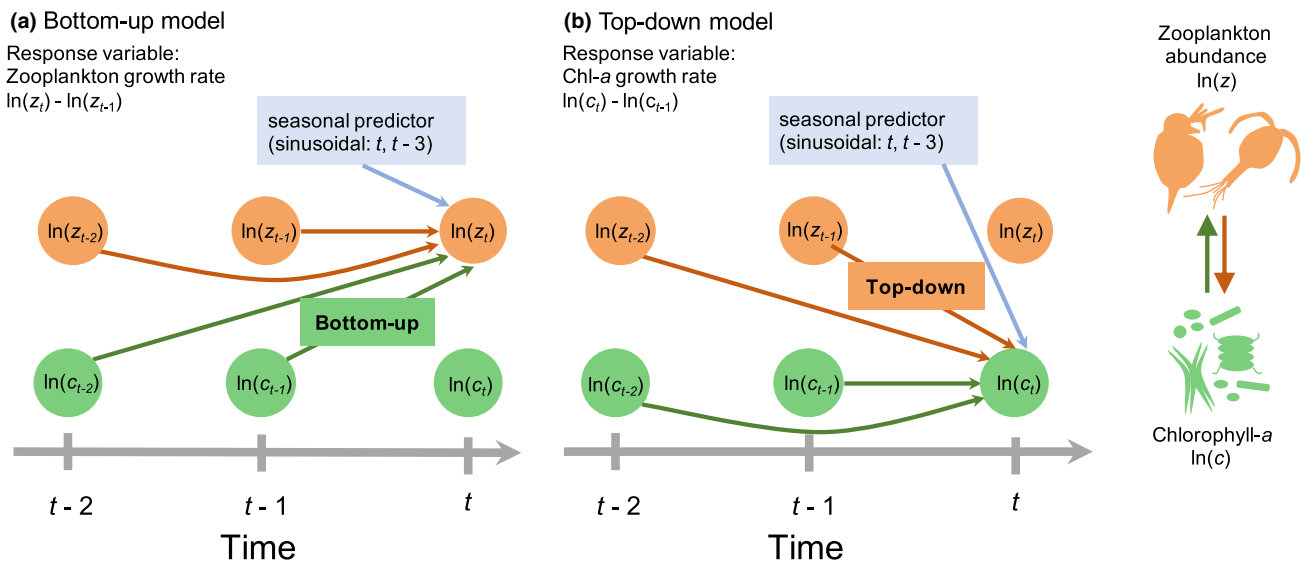 (a) Bottom-up model
Response variable:
Zooplankton growth rate
ln(zₜ) - ln(zₜ₋₁)
seasonal predictor
(sinusoidal: t, t - 3)
ln(zₜ₋₂)
ln(zₜ₋₁)
ln(zₜ)
Bottom-up
ln(cₜ₋₂)
ln(cₜ₋₁)
ln(cₜ)
t - 2
t - 1
t
Time
(b) Top-down model
Response variable:
Chl-a growth rate
ln(cₜ) - ln(cₜ₋₁)
seasonal predictor
(sinusoidal: t, t - 3)
ln(zₜ₋₂)
ln(zₜ₋₁)
ln(zₜ)
Top-down
ln(cₜ₋₂)
ln(cₜ₋₁)
ln(cₜ)
t - 2
t - 1
t
Time
Zooplankton
abundance
ln(z)
Chlorophyll-a
ln(c)